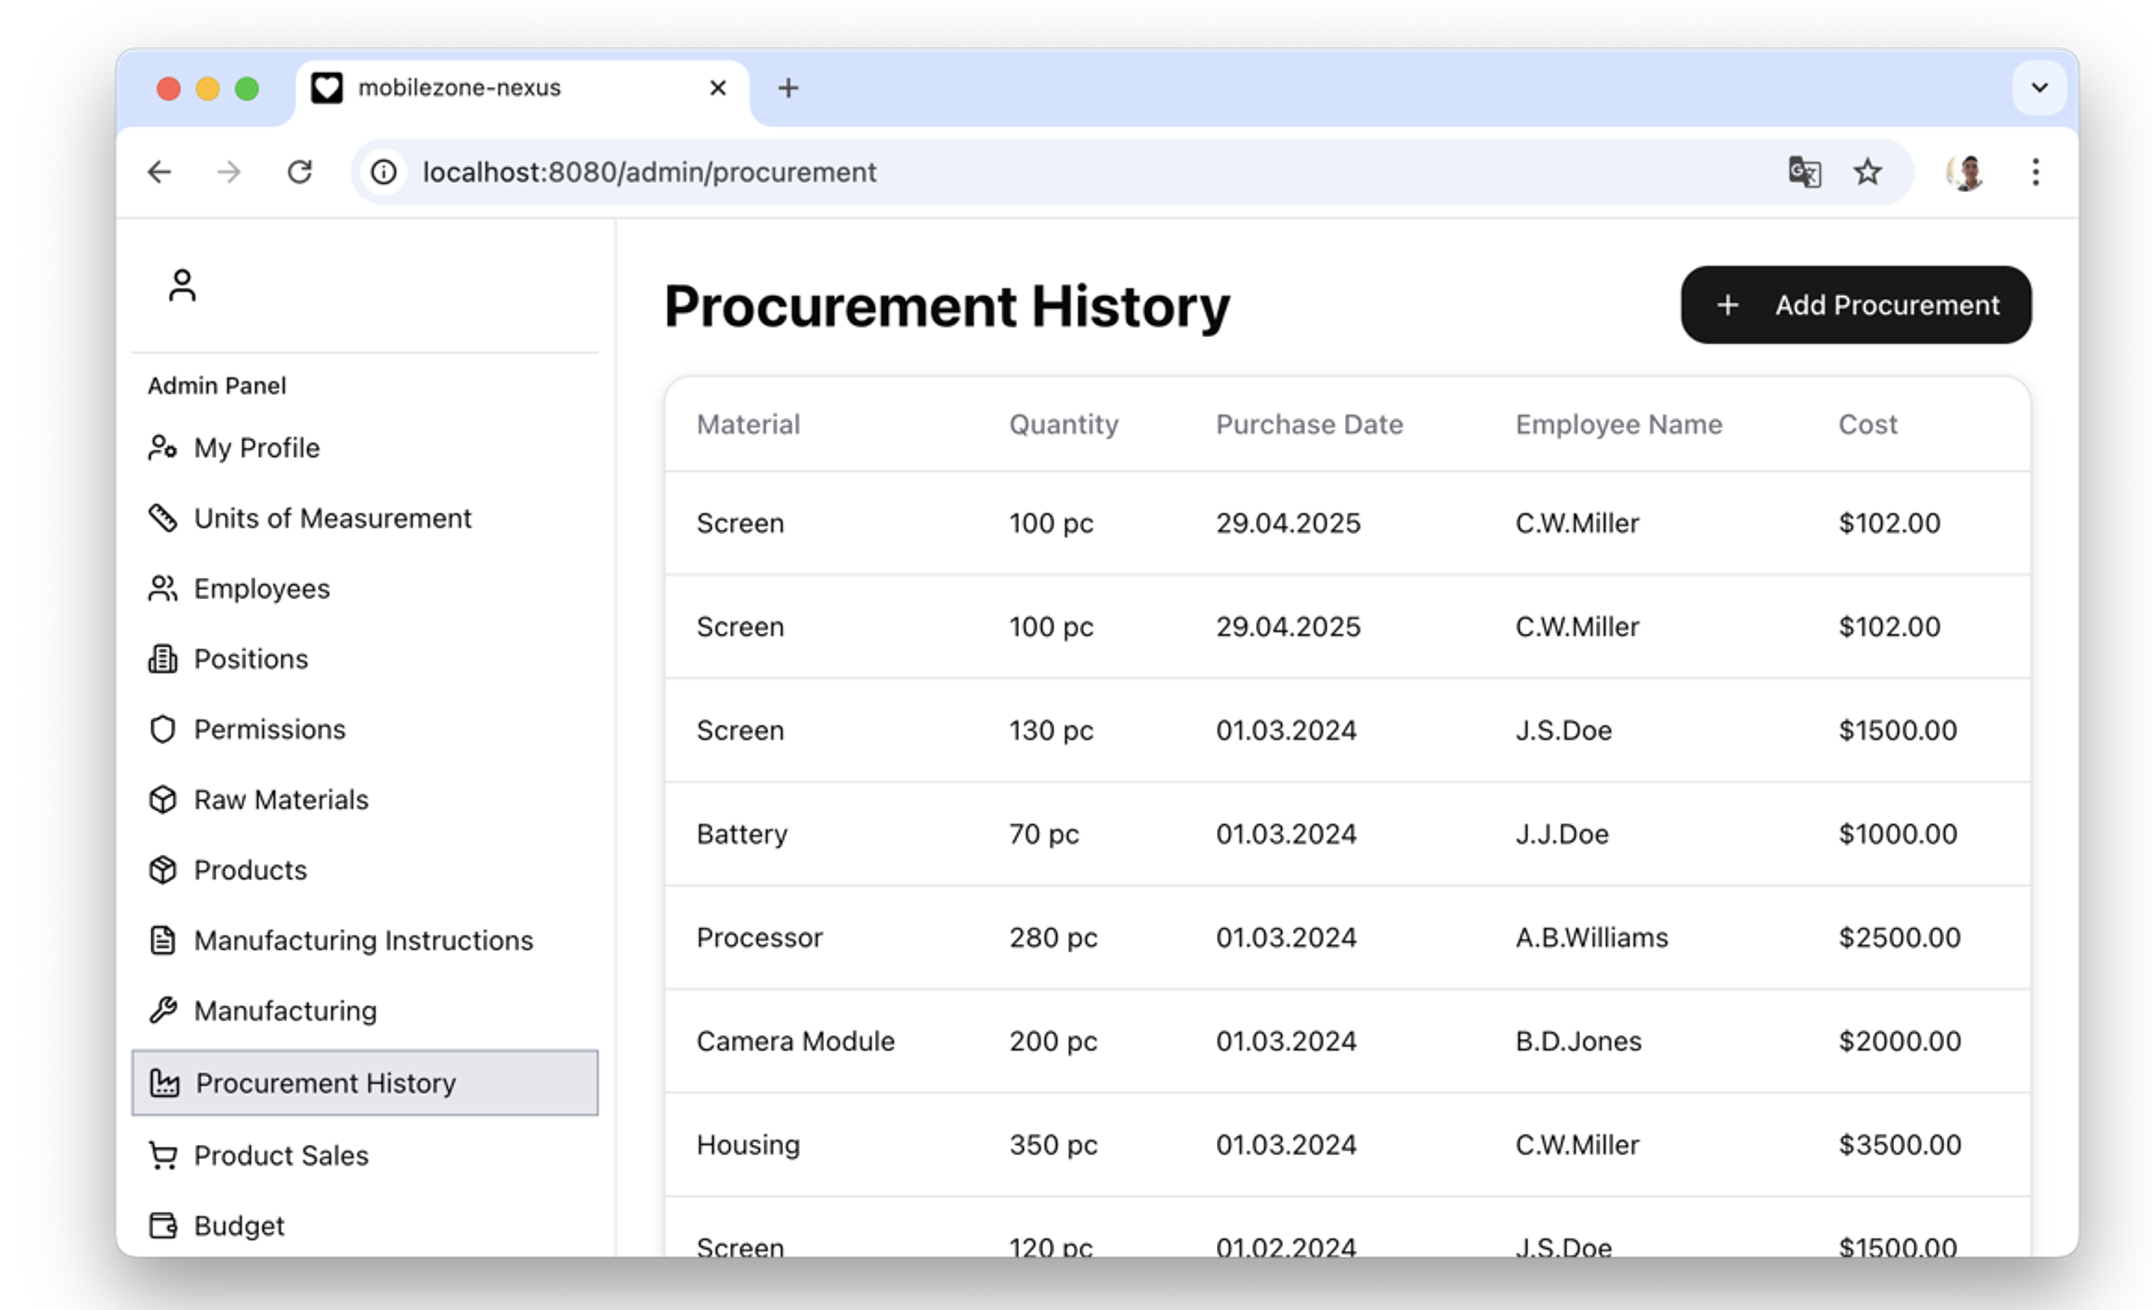 mobilezone-nexus
localhost:8080/admin/procurement
Admin Panel
My Profile
Units of Measurement
Employees
Positions
Permissions
Raw Materials
Products
Manufacturing Instructions
Manufacturing
Procurement History
Product Sales
Budget
Procurement History
+ Add Procurement
Material Quantity Purchase Date Employee Name Cost
Screen 100 pc 29.04.2025 C.W.Miller $102.00
Screen 100 pc 29.04.2025 C.W.Miller $102.00
Screen 130 pc 01.03.2024 J.S.Doe $1500.00
Battery 70 pc 01.03.2024 J.J.Doe $1000.00
Processor 280 pc 01.03.2024 A.B.Williams $2500.00
Camera Module 200 pc 01.03.2024 B.D.Jones $2000.00
Housing 350 pc 01.03.2024 C.W.Miller $3500.00
Screen 120 pc 01.02.2024 J.S.Doe $1500.00